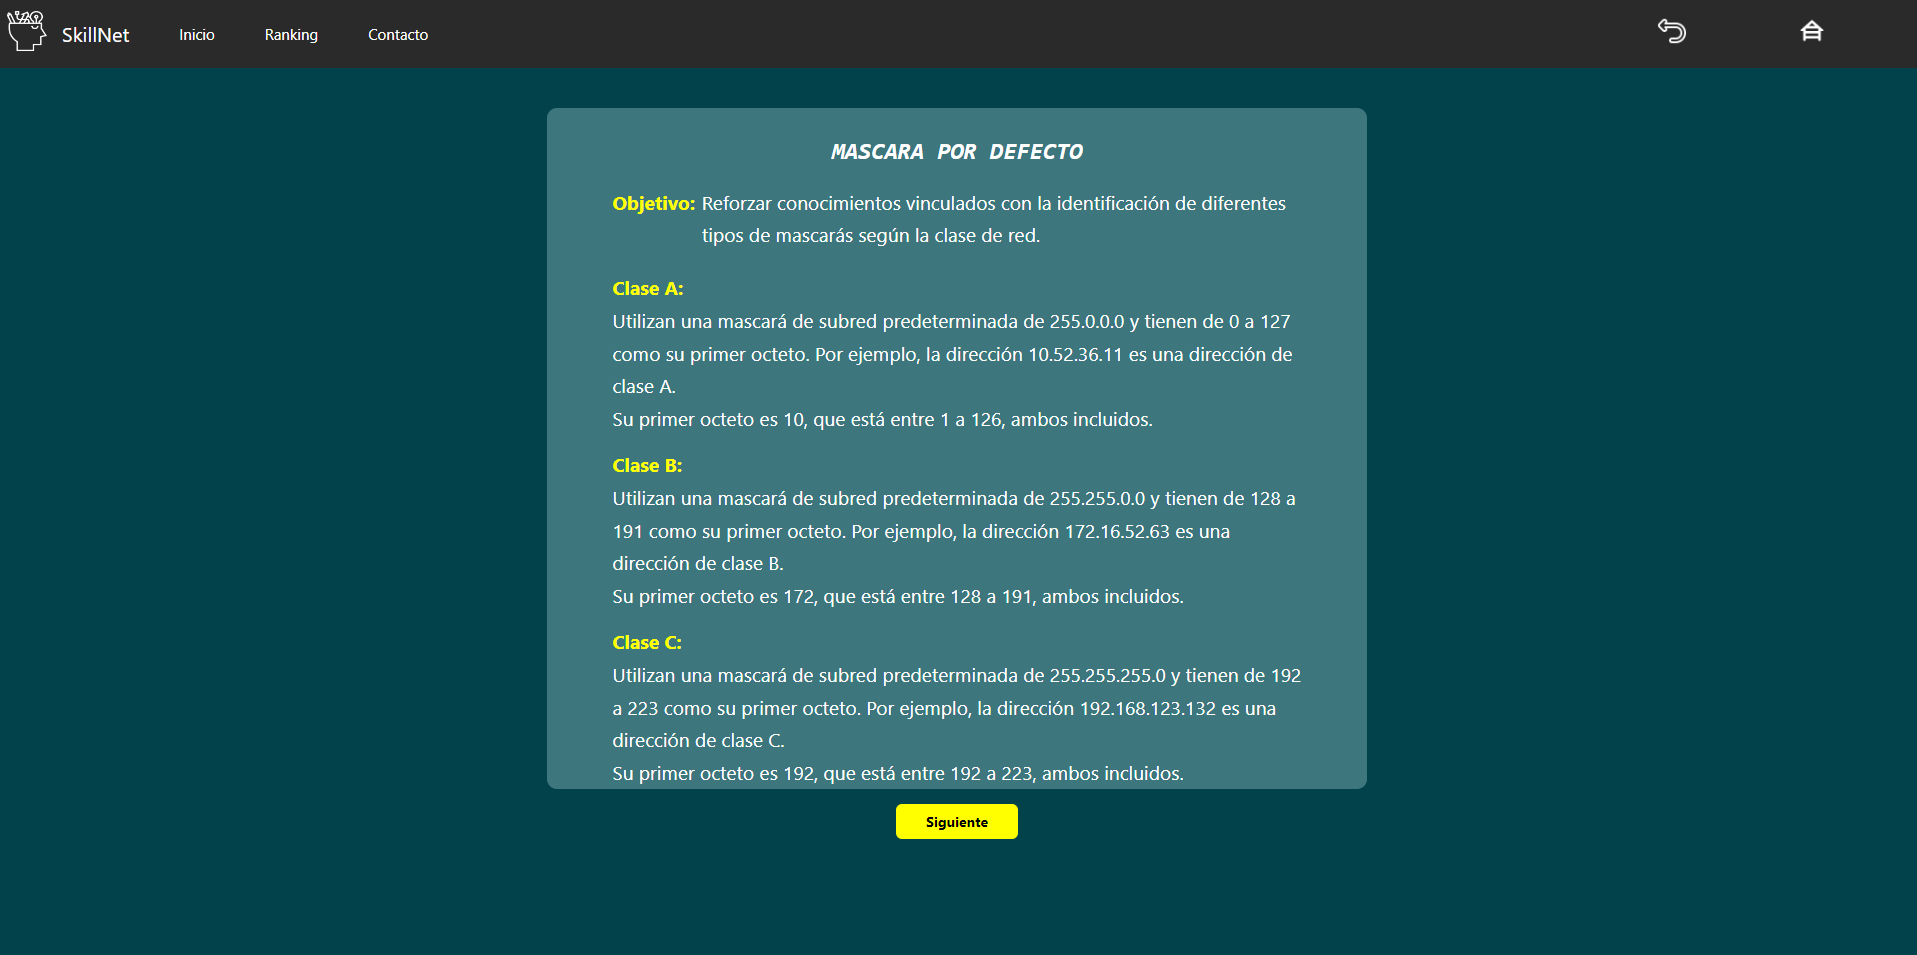 SkillNet Inicio Ranking Contacto
MASCARA POR DEFECTO
Objetivo: Reforzar conocimientos vinculados con la identificación de diferentes
tipos de mascarás según la clase de red.
Clase A:
Utilizan una mascará de subred predeterminada de 255.0.0.0 y tienen de 0 a 127
como su primer octeto. Por ejemplo, la dirección 10.52.36.11 es una dirección de
clase A.
Su primer octeto es 10, que está entre 1 a 126, ambos incluidos.
Clase B:
Utilizan una mascará de subred predeterminada de 255.255.0.0 y tienen de 128 a
191 como su primer octeto. Por ejemplo, la dirección 172.16.52.63 es una
dirección de clase B.
Su primer octeto es 172, que está entre 128 a 191, ambos incluidos.
Clase C:
Utilizan una mascará de subred predeterminada de 255.255.255.0 y tienen de 192
a 223 como su primer octeto. Por ejemplo, la dirección 192.168.123.132 es una
dirección de clase C.
Su primer octeto es 192, que está entre 192 a 223, ambos incluidos.
Siguiente